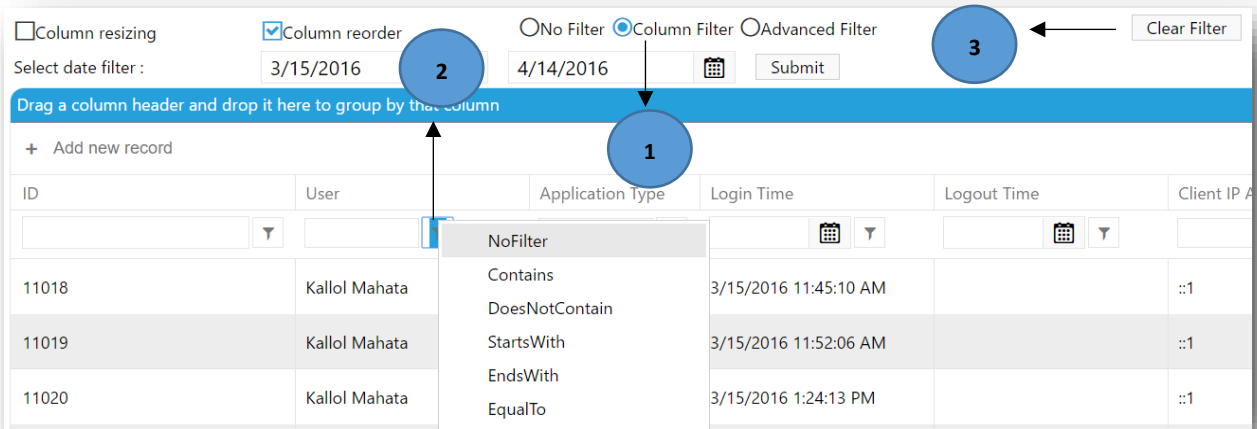 Column resizing Column reorder No Filter Column Filter Advanced Filter 3 Clear Filter
Select date filter : 3/15/2016 2 4/14/2016 Submit
Drag a column header and drop it here to group by that column
+ Add new record 1
ID User Application Type Login Time Logout Time Client IP A
NoFilter
Contains
11018 Kallol Mahata 3/15/2016 11:45:10 AM ::1
DoesNotContain
11019 Kallol Mahata StartsWith 3/15/2016 11:52:06 AM ::1
EndsWith
11020 Kallol Mahata 3/15/2016 1:24:13 PM ::1
EqualTo